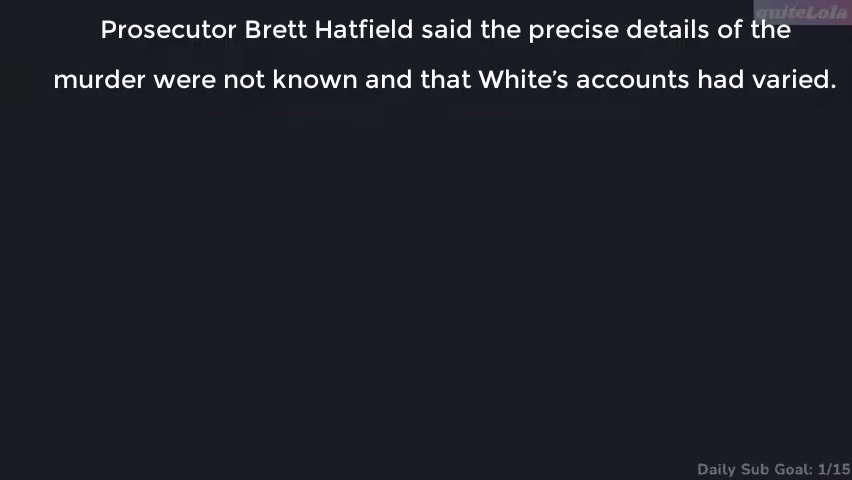 quiteLola
Prosecutor Brett Hatfield said the precise details of the
murder were not known and that White’s accounts had varied.
Daily Sub Goal: 1/15